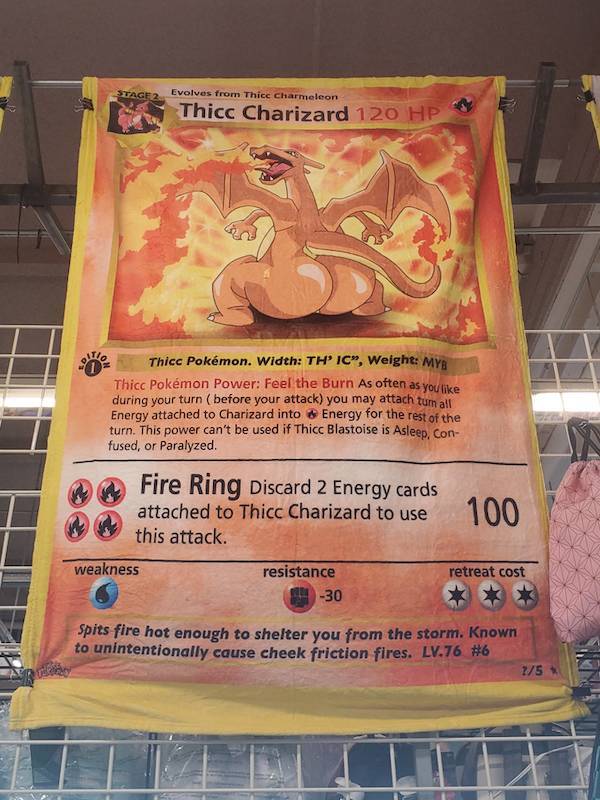 STAGE 2
Evolves from Thicc Charmeleon
Thicc Charizard 120 HP
EDITION
1
Thicc Pokémon. Width: TH' IC", Weight: MYB
Thicc Pokémon Power: Feel the Burn As often as you like
during your turn ( before your attack) you may attach turn all
Energy attached to Charizard into Energy for the rest of the
turn. This power can't be used if Thicc Blastoise is Asleep, Con-
fused, or Paralyzed.
Fire Ring Discard 2 Energy cards
attached to Thicc Charizard to use
this attack.
100
weakness
resistance
retreat cost
-30
Spits fire hot enough to shelter you from the storm. Known
to unintentionally cause cheek friction fires. LV.76 #6